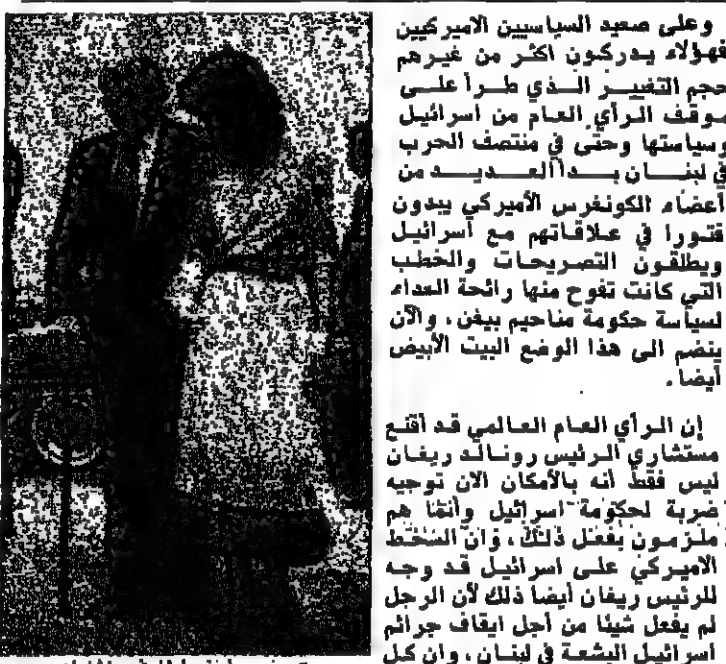 وعلى صعيد السياسيين الاميركيين
فهؤلاء يدركون اكثر من غيرهم
حجم التغيير الذي طرأ على
موقف الرأي العام من اسرائيل
وسياستها وحتى في منتصف الحرب
في لبنان بدأ العديد من
أعضاء الكونغرس الأميركي يبدون
فتورا في علاقاتهم مع اسرائيل
ويطلقون التصريحات والخطب
التي كانت تفوح منها رائحة العداء
لسياسة حكومة مناحيم بيغن، والآن
ينضم الى هذا الوضع البيت الأبيض
أيضا.
إن الرأي العام العالمي قد أقنع
مستشاري الرئيس رونالد ريغان
ليس فقط أنه بالأمكان الان توجيه
ضربة لحكومة اسرائيل وأنما هم
ملزمون بفعل ذلك، وان السخط
الاميركي على اسرائيل قد وجه
للرئيس ريغان أيضا ذلك لأن الرجل
لم يفعل شيئا من أجل ايقاف جرائم
اسرائيل البشعة في لبنان، وان كل